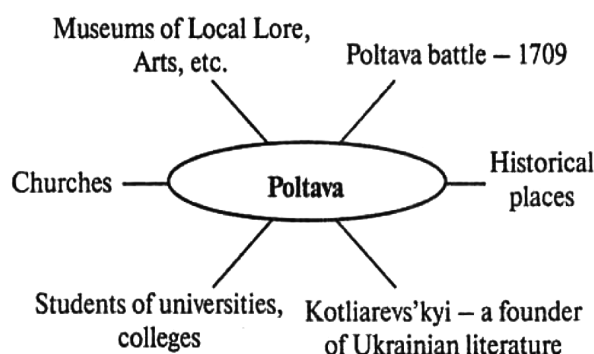 Museums of Local Lore,
Arts, etc.
Poltava battle – 1709
Churches
Poltava
Historical
places
Students of universities,
colleges
Kotliarevs'kyi – a founder
of Ukrainian literature